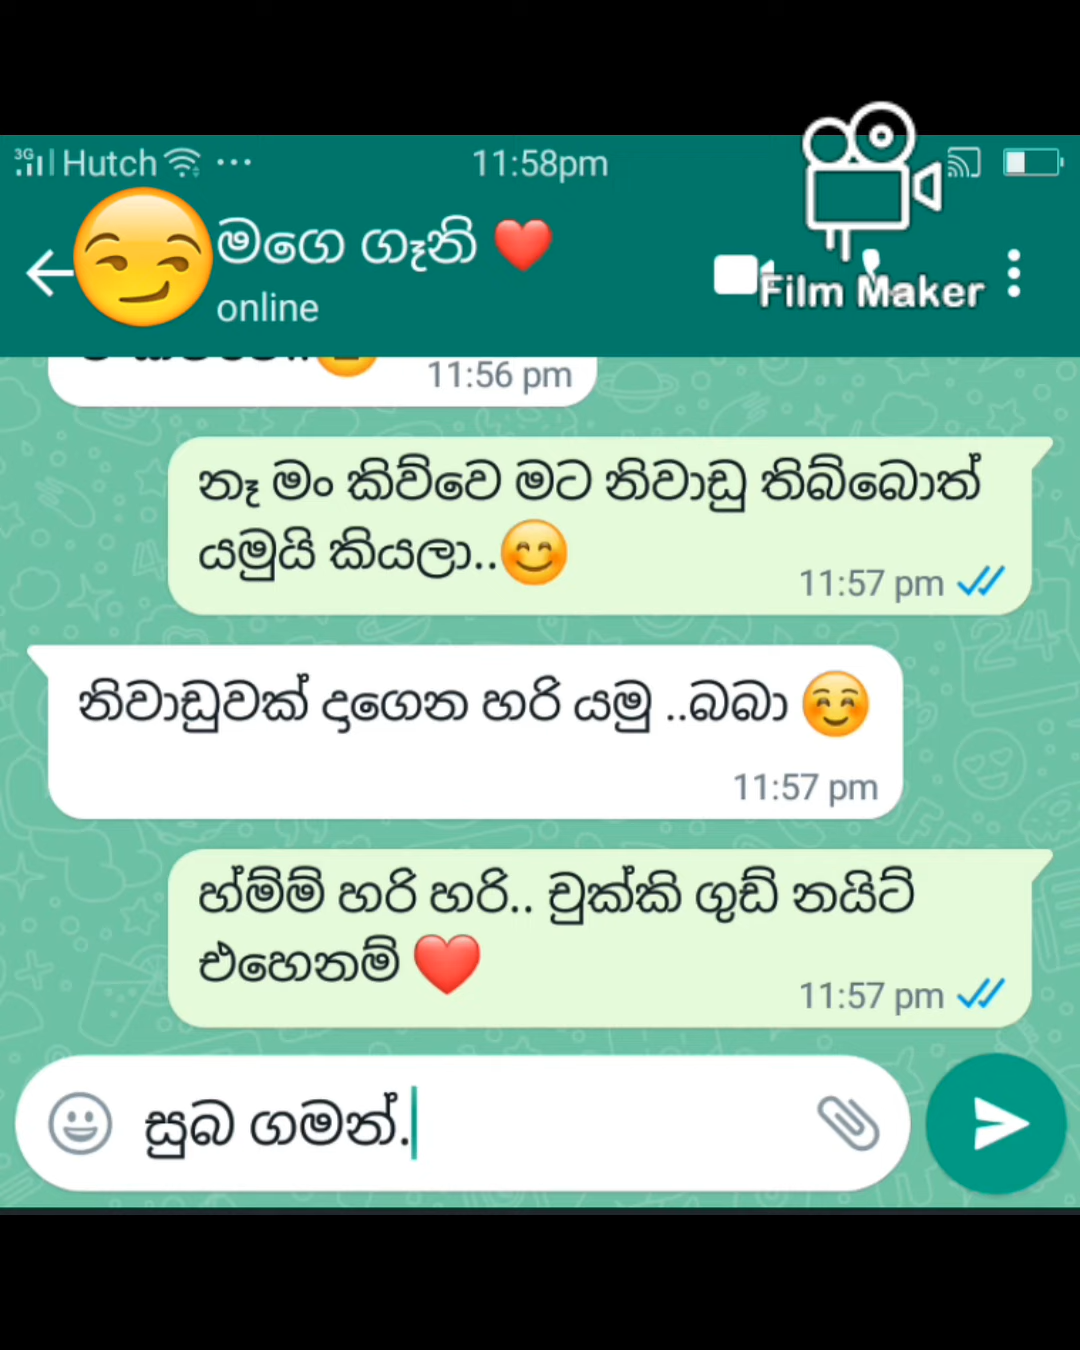 3G Hutch 11:58pm
Film Maker
මගෙ ගෑනි ❤️
online
11:56 pm
නෑ මං කිව්වෙ මට නිවාඩු තිබ්බොත්
යමුයි කියලා..😊
11:57 pm
නිවාඩුවක් දාගෙන හරි යමු ..බබා ☺️
11:57 pm
හ්ම්ම් හරි හරි.. චුක්කි ගුඩ් නයිට්
එහෙනම් ❤️
11:57 pm
සුබ ගමන්.